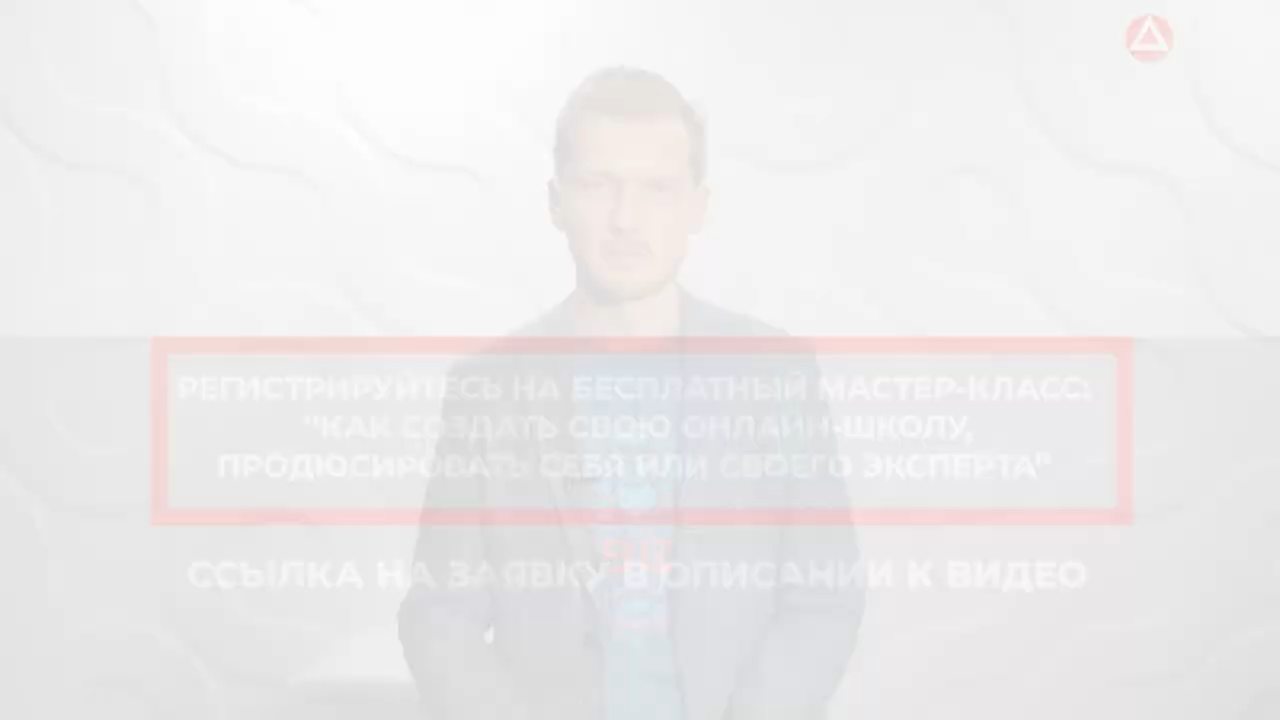 РЕГИСТРИРУЙТЕСЬ НА БЕСПЛАТНЫЙ МАСТЕР-КЛАСС:
"КАК СОЗДАТЬ СВОЮ ОНЛАЙН-ШКОЛУ,
ПРОДЮСИРОВАТЬ СЕБЯ ИЛИ СВОЕГО ЭКСПЕРТА"
ССЫЛКА НА ЗАЯВКУ В ОПИСАНИИ К ВИДЕО